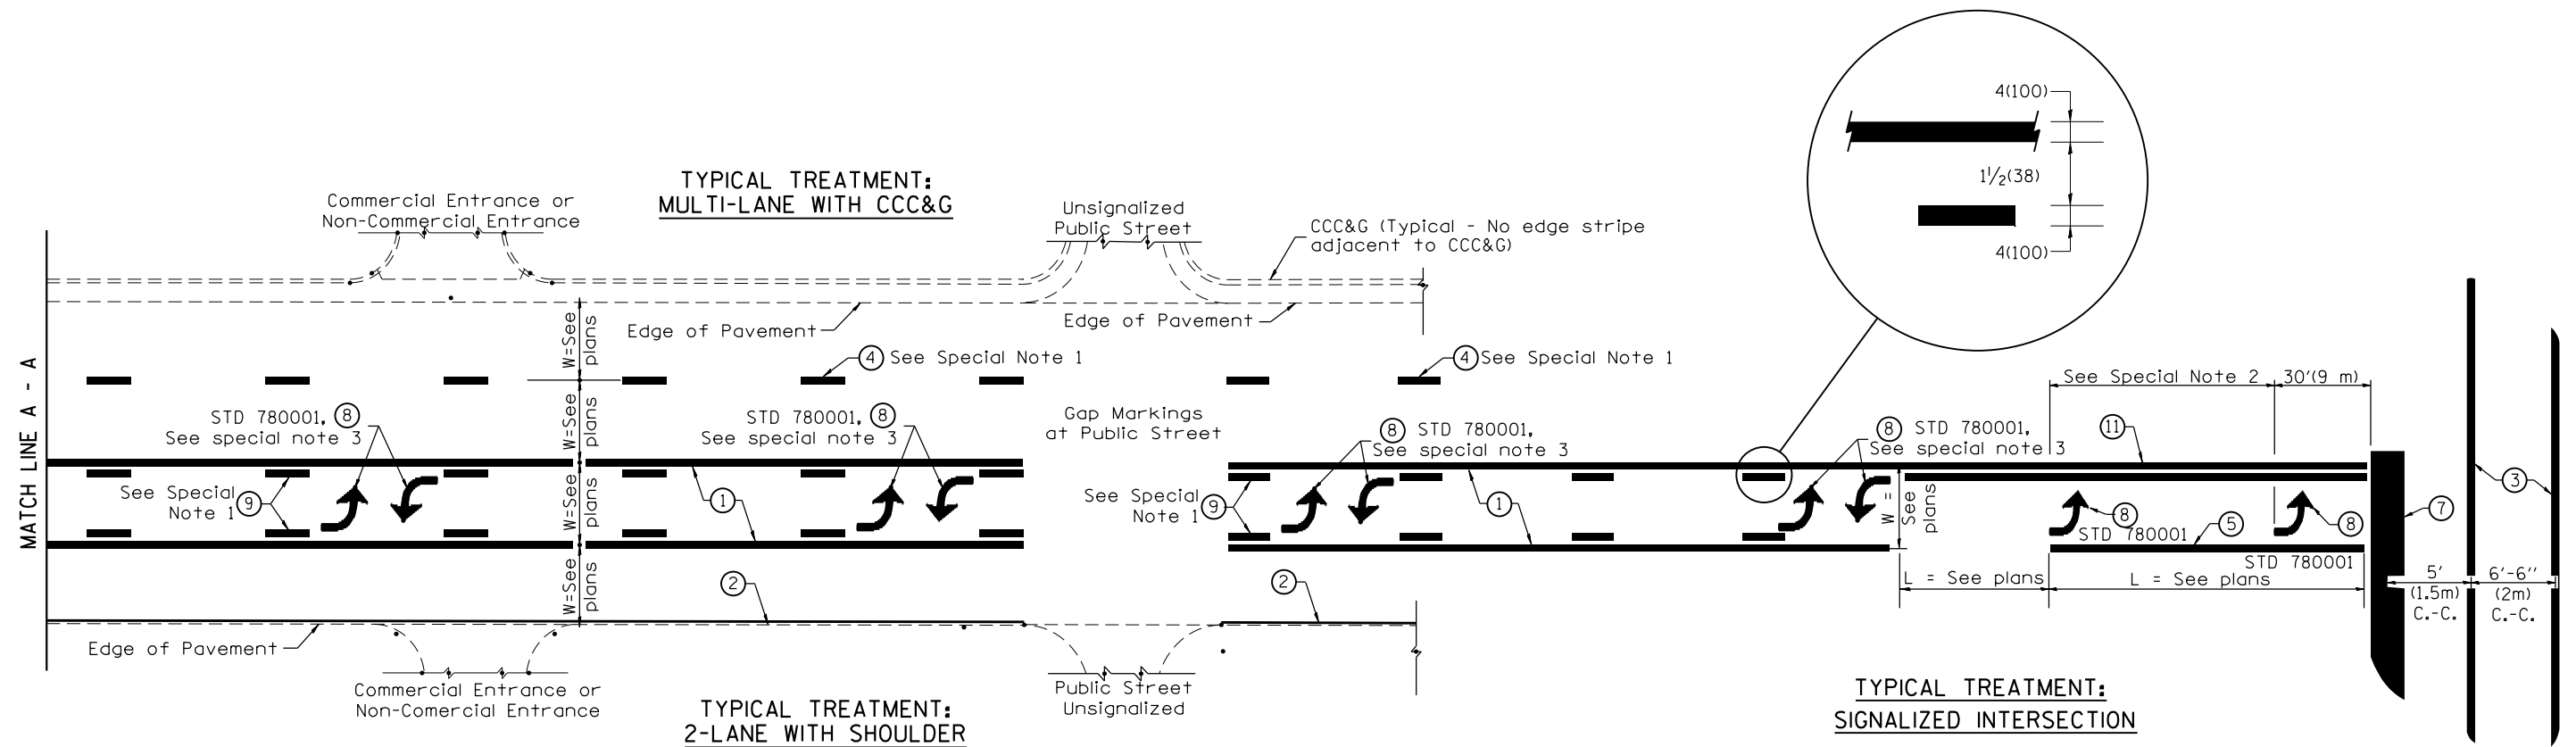 4(100)
1½(38)
4(100)
TYPICAL TREATMENT:
MULTI-LANE WITH CCC&G
Commercial Entrance or
Non-Commercial Entrance
Unsignalized
Public Street
CCC&G (Typical - No edge stripe
adjacent to CCC&G)
Edge of Pavement
Edge of Pavement
MATCH LINE A - A
W=See
plans
W=See
plans
W=See
plans
W=See
plans
4 See Special Note 1
4 See Special Note 1
See Special Note 2
30'(9 m)
STD 780001, 8
See special note 3
STD 780001, 8
See special note 3
Gap Markings
at Public Street
8 STD 780001,
See special note 3
8 STD 780001,
See special note 3
11
See Special
Note 1
9
1
See Special
Note 1
9
1
W =
See
plans
8
STD 780001
5
8
STD 780001
3
7
2
2
L = See plans
L = See plans
5'
(1.5m)
C.-C.
6'-6''
(2m)
C.-C.
Edge of Pavement
Commercial Entrance or
Non-Comercial Entrance
Public Street
Unsignalized
TYPICAL TREATMENT:
2-LANE WITH SHOULDER
TYPICAL TREATMENT:
SIGNALIZED INTERSECTION